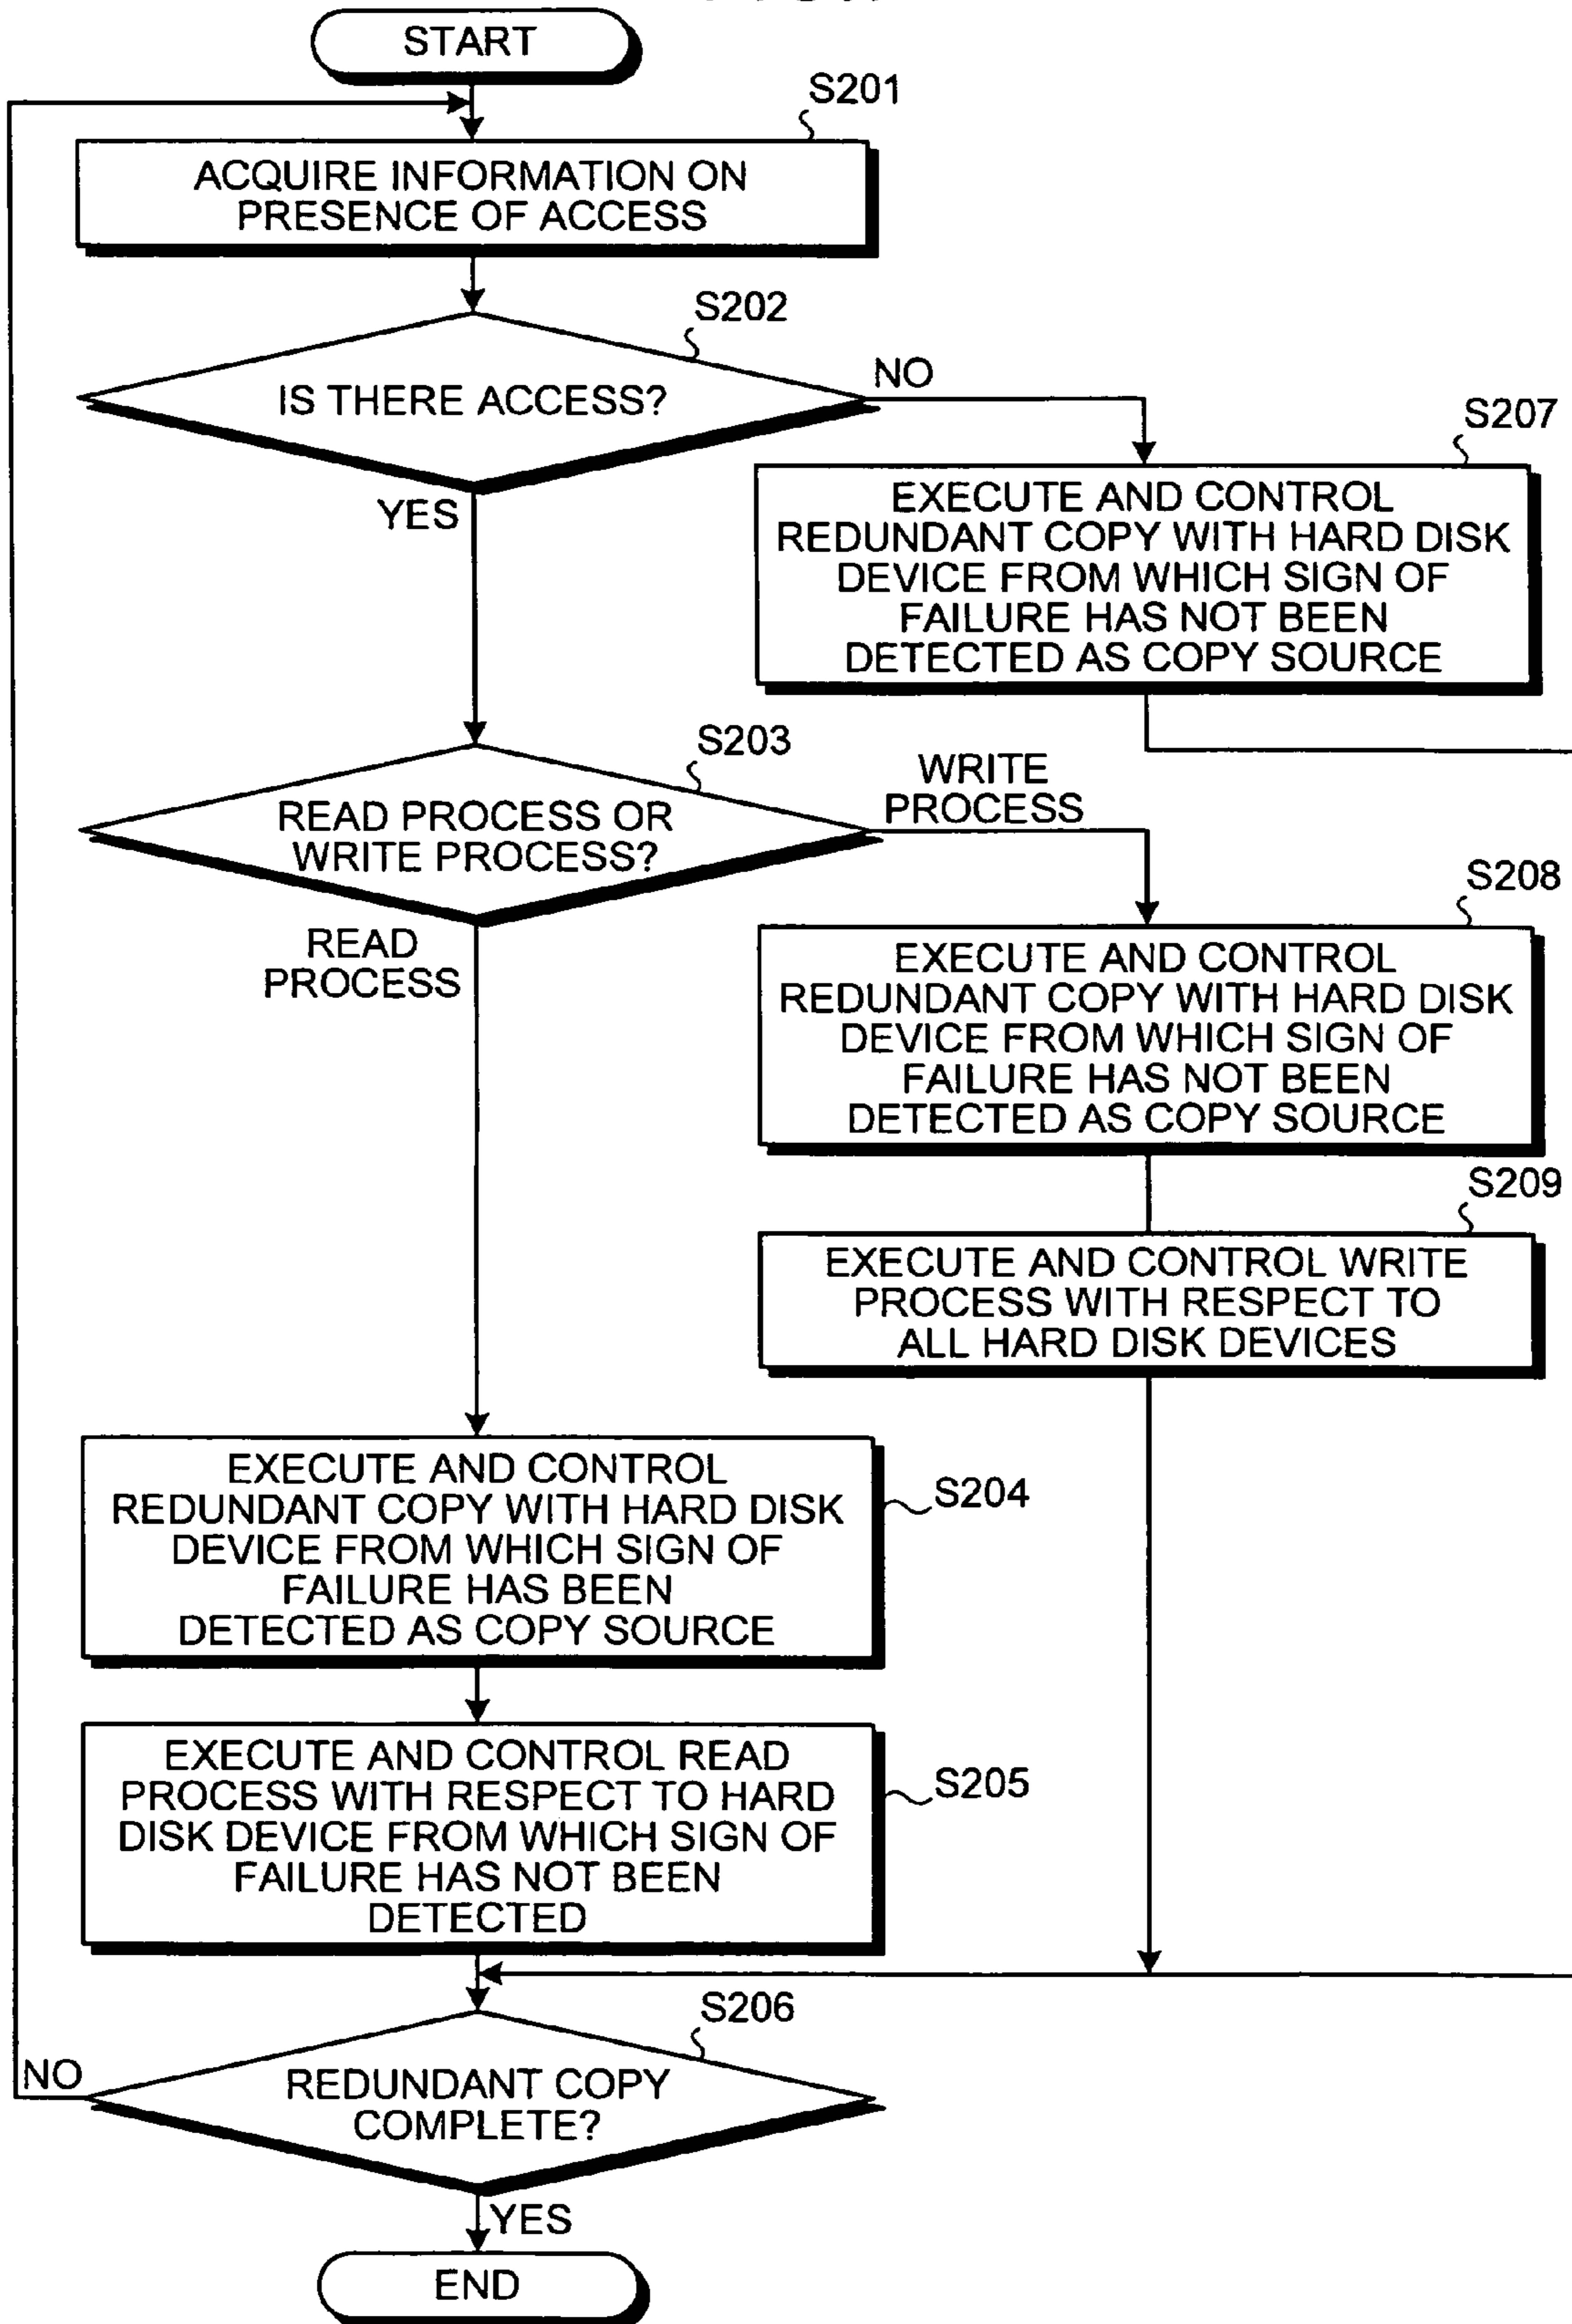 START
S201
ACQUIRE INFORMATION ON
PRESENCE OF ACCESS
S202
IS THERE ACCESS?
NO
YES
S207
EXECUTE AND CONTROL
REDUNDANT COPY WITH HARD DISK
DEVICE FROM WHICH SIGN OF
FAILURE HAS NOT BEEN
DETECTED AS COPY SOURCE
S203
READ PROCESS OR
WRITE PROCESS?
WRITE
PROCESS
READ
PROCESS
S208
EXECUTE AND CONTROL
REDUNDANT COPY WITH HARD DISK
DEVICE FROM WHICH SIGN OF
FAILURE HAS NOT BEEN
DETECTED AS COPY SOURCE
S209
EXECUTE AND CONTROL WRITE
PROCESS WITH RESPECT TO
ALL HARD DISK DEVICES
EXECUTE AND CONTROL
REDUNDANT COPY WITH HARD DISK
DEVICE FROM WHICH SIGN OF
FAILURE HAS BEEN
DETECTED AS COPY SOURCE
S204
EXECUTE AND CONTROL READ
PROCESS WITH RESPECT TO HARD
DISK DEVICE FROM WHICH SIGN OF
FAILURE HAS NOT BEEN
DETECTED
S205
S206
REDUNDANT COPY
COMPLETE?
NO
YES
END